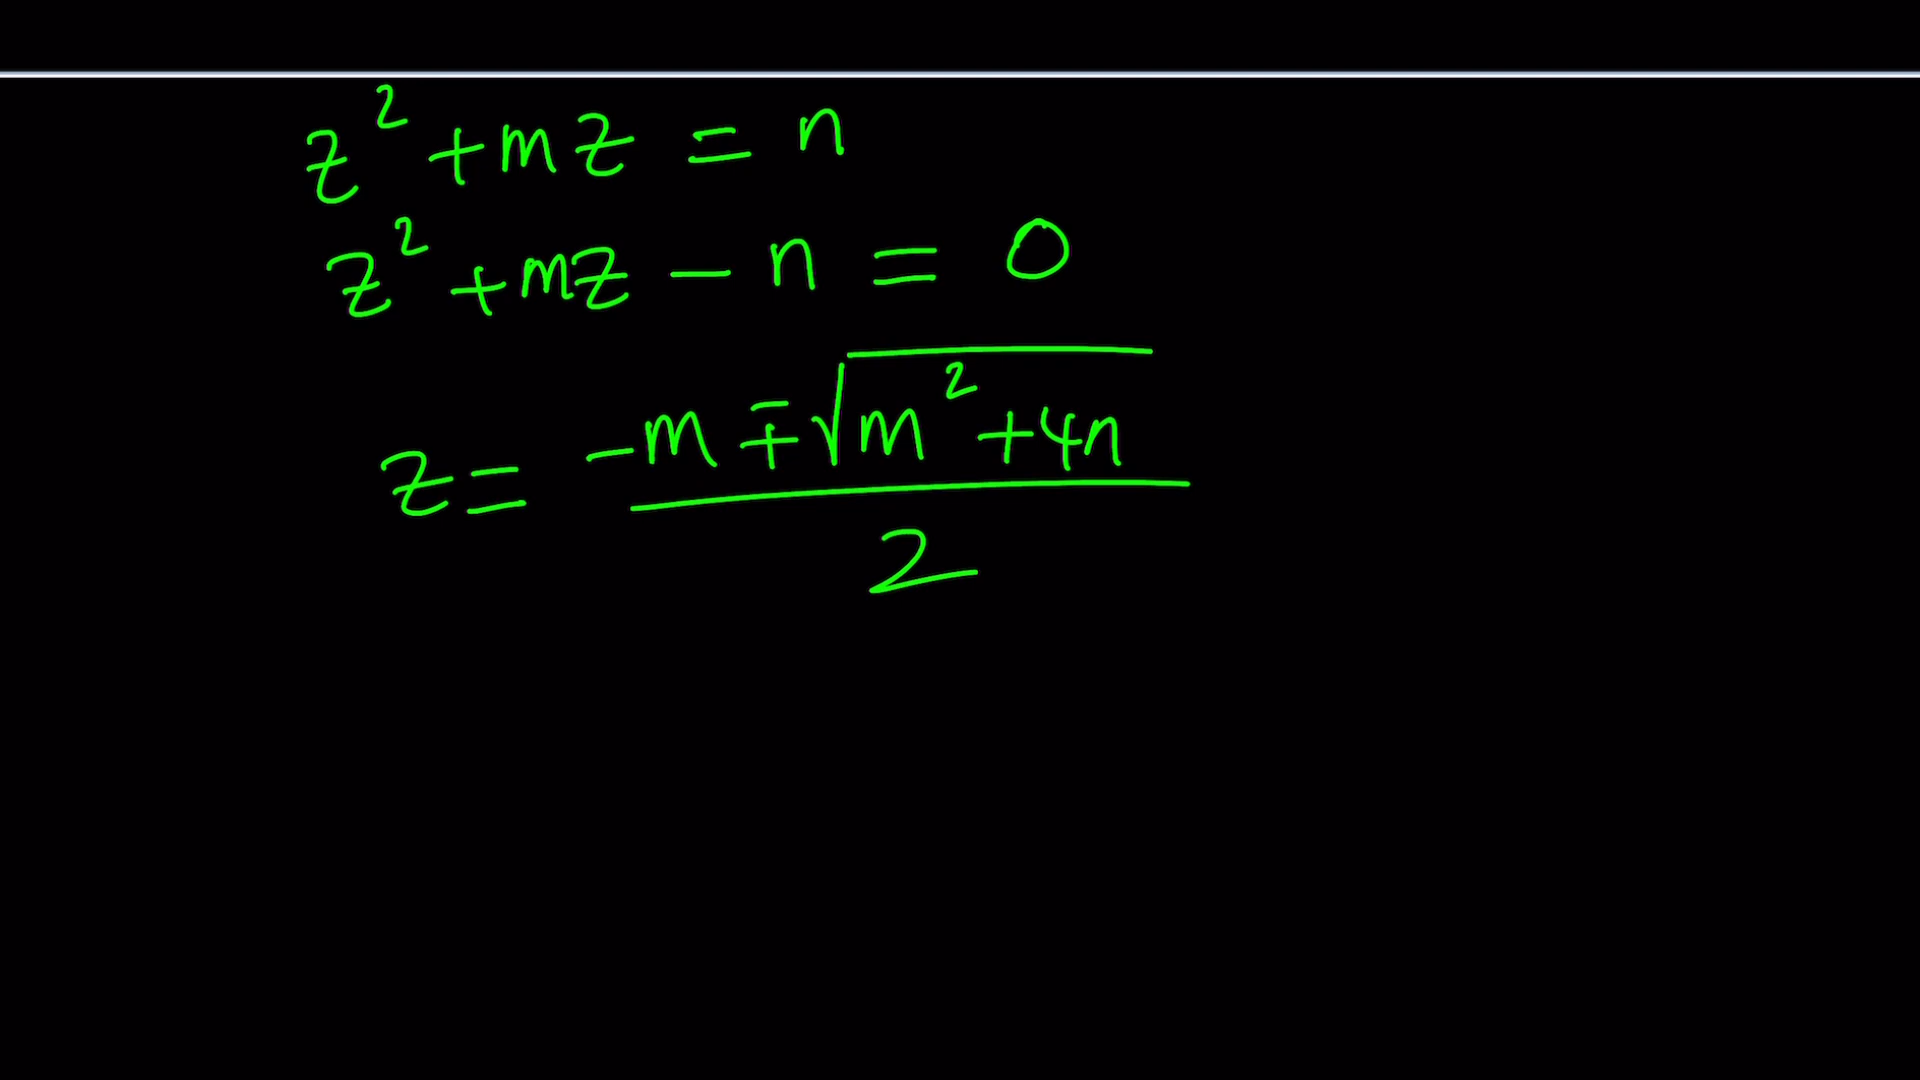 z² + mz = n
z² + mz − n = 0
z = (−m ∓ √(m² + 4n)) / 2